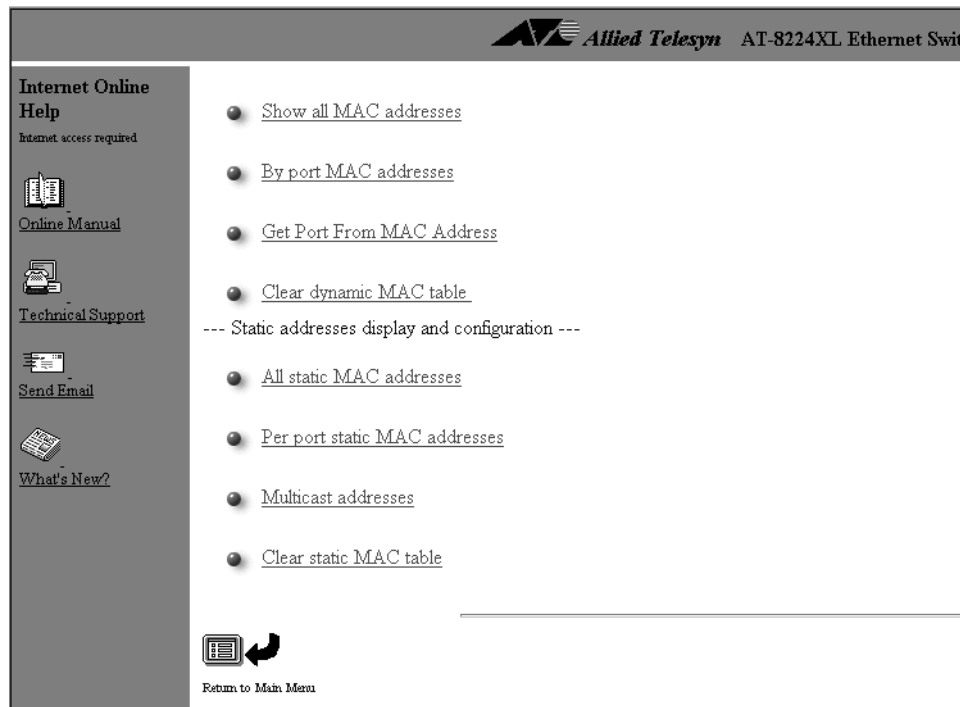 Allied Telesyn AT-8224XL Ethernet Swit
Internet Online
Help
Internet access required
Online Manual
Technical Support
Send Email
What's New?
Show all MAC addresses
By port MAC addresses
Get Port From MAC Address
Clear dynamic MAC table
--- Static addresses display and configuration ---
All static MAC addresses
Per port static MAC addresses
Multicast addresses
Clear static MAC table
Return to Main Menu